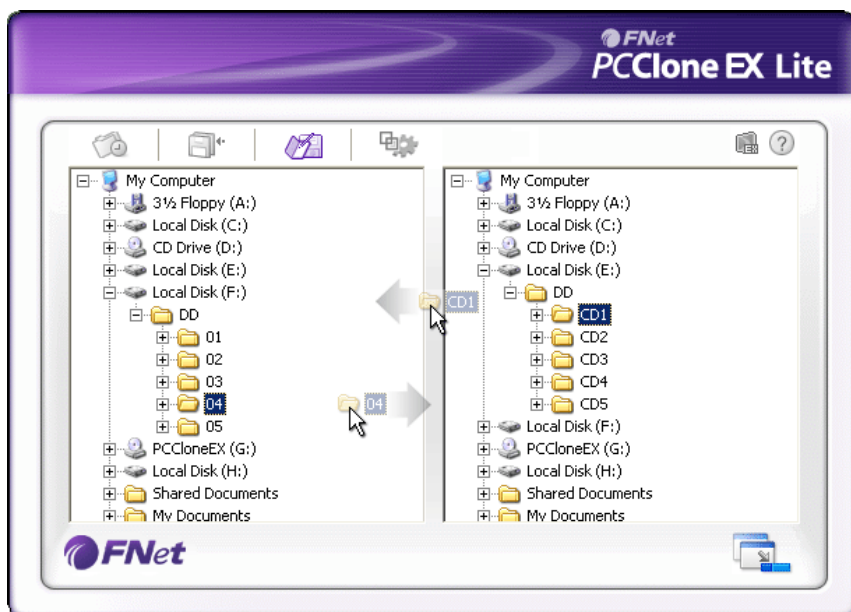 FNet
PCClone EX Lite
EX
?
My Computer
3½ Floppy (A:)
Local Disk (C:)
CD Drive (D:)
Local Disk (E:)
Local Disk (F:)
DD
01
02
03
04
05
PCCloneEX (G:)
Local Disk (H:)
Shared Documents
My Documents
CD1
04
My Computer
3½ Floppy (A:)
Local Disk (C:)
CD Drive (D:)
Local Disk (E:)
DD
CD1
CD2
CD3
CD4
CD5
Local Disk (F:)
PCCloneEX (G:)
Local Disk (H:)
Shared Documents
My Documents
FNet